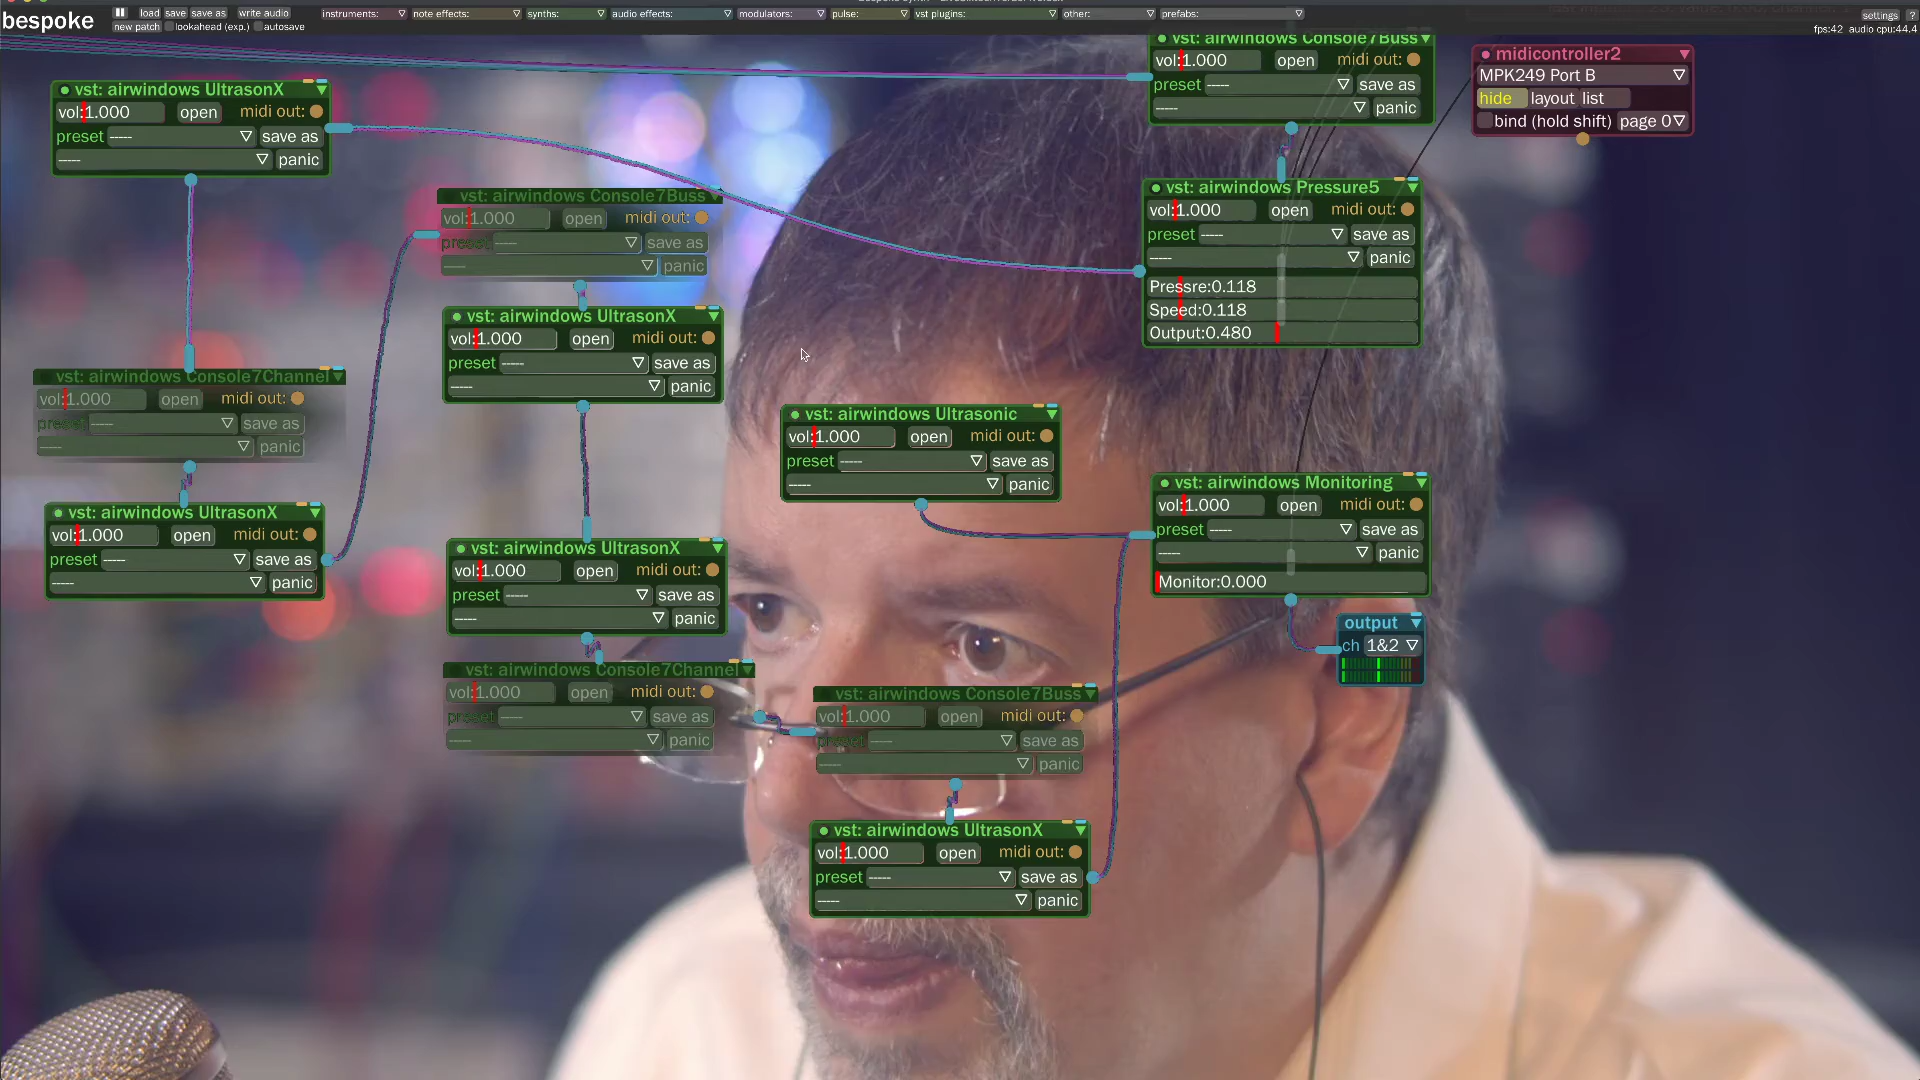 bespoke
load save save as write audio
new patch lookahead (exp.) autosave
instruments: note effects: synths: audio effects: modulators: pulse: vst plugins: other: prefabs:
settings ?
fps:42 audio cpu:44.4
vst: airwindows UltrasonX
vol:1.000 open midi out:
preset ----- save as
----- panic
vst: airwindows Console7Channel
vol:1.000 open midi out:
preset ----- save as
----- panic
vst: airwindows UltrasonX
vol:1.000 open midi out:
preset ----- save as
----- panic
vst: airwindows Console7Buss
vol:1.000 open midi out:
preset ----- save as
----- panic
vst: airwindows UltrasonX
vol:1.000 open midi out:
preset ----- save as
----- panic
vst: airwindows UltrasonX
vol:1.000 open midi out:
preset ----- save as
----- panic
vst: airwindows Console7Channel
vol:1.000 open midi out:
preset ----- save as
----- panic
vst: airwindows Ultrasonic
vol:1.000 open midi out:
preset ----- save as
----- panic
vst: airwindows Console7Buss
vol:1.000 open midi out:
preset ----- save as
----- panic
vst: airwindows UltrasonX
vol:1.000 open midi out:
preset ----- save as
----- panic
vst: airwindows Console7Buss
vol:1.000 open midi out:
preset ----- save as
----- panic
vst: airwindows Pressure5
vol:1.000 open midi out:
preset ----- save as
----- panic
Pressre:0.118
Speed:0.118
Output:0.480
vst: airwindows Monitoring
vol:1.000 open midi out:
preset ----- save as
----- panic
Monitor:0.000
output
ch 1&2
midicontroller2
MPK249 Port B
hide layout list
bind (hold shift) page 0